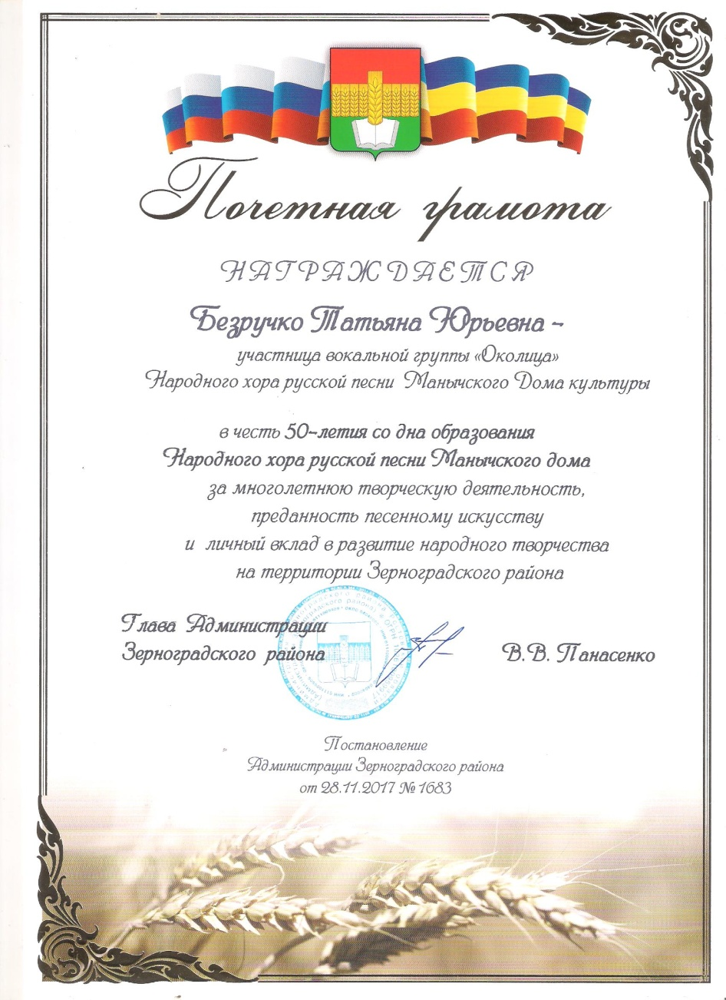 Почетная грамота
НАГРАЖДАЕТСЯ
Безручко Татьяна Юрьевна –
участница вокальной группы «Околица»
Народного хора русской песни Манычского Дома культуры
в честь 50-летия со дна образования
Народного хора русской песни Манычского дома
за многолетнюю творческую деятельность,
преданность песенному искусству
и личный вклад в развитие народного творчества
на территории Зерноградского района
Глава Администрации
Зерноградского района
В.В. Панасенко
Постановление
Администрации Зерноградского района
от 28.11.2017 № 1683